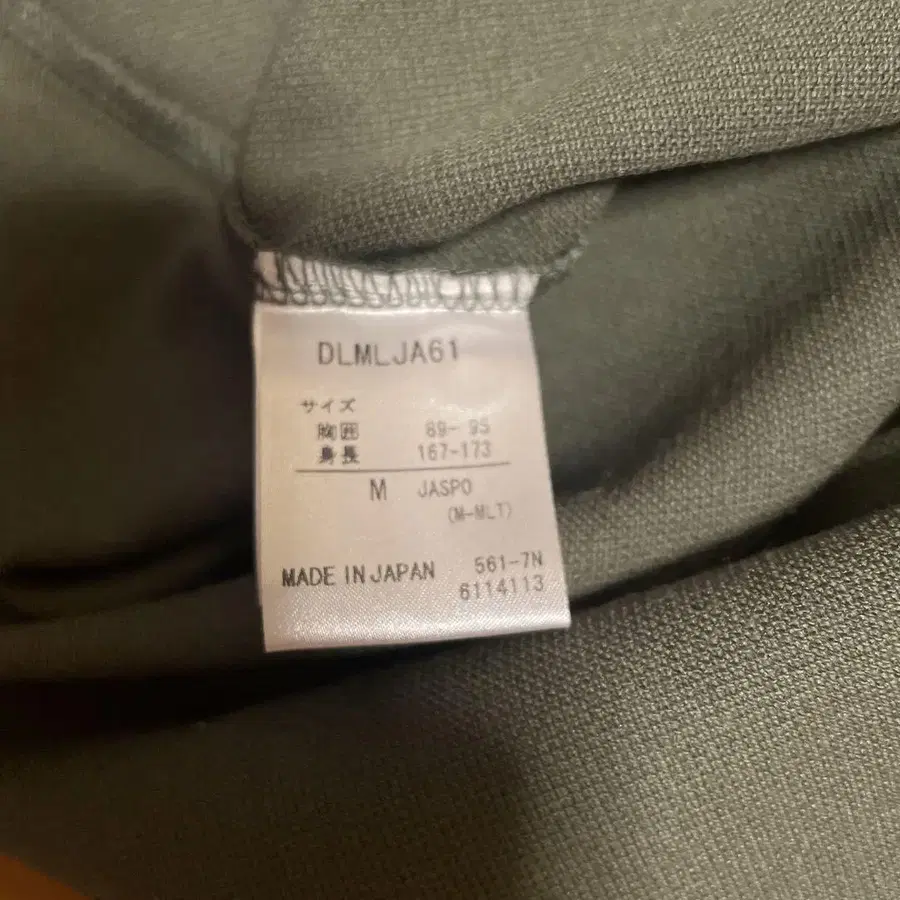 DLMLJA61
サイズ
胸囲 89-95
身長 167-173
M JASPO
(M-MLT)
MADE IN JAPAN 561-7N
6114113